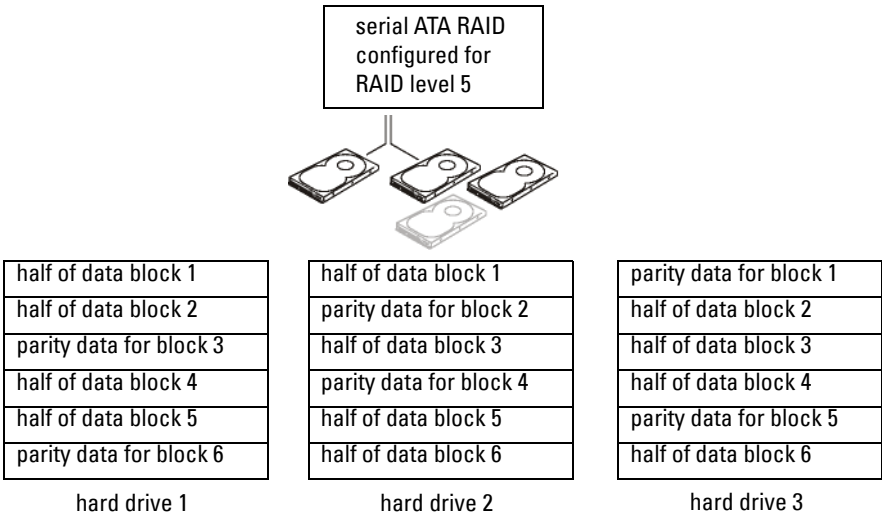 serial ATA RAID
configured for
RAID level 5
half of data block 1
half of data block 2
parity data for block 3
half of data block 4
half of data block 5
parity data for block 6
hard drive 1
half of data block 1
parity data for block 2
half of data block 3
parity data for block 4
half of data block 5
half of data block 6
hard drive 2
parity data for block 1
half of data block 2
half of data block 3
half of data block 4
parity data for block 5
half of data block 6
hard drive 3